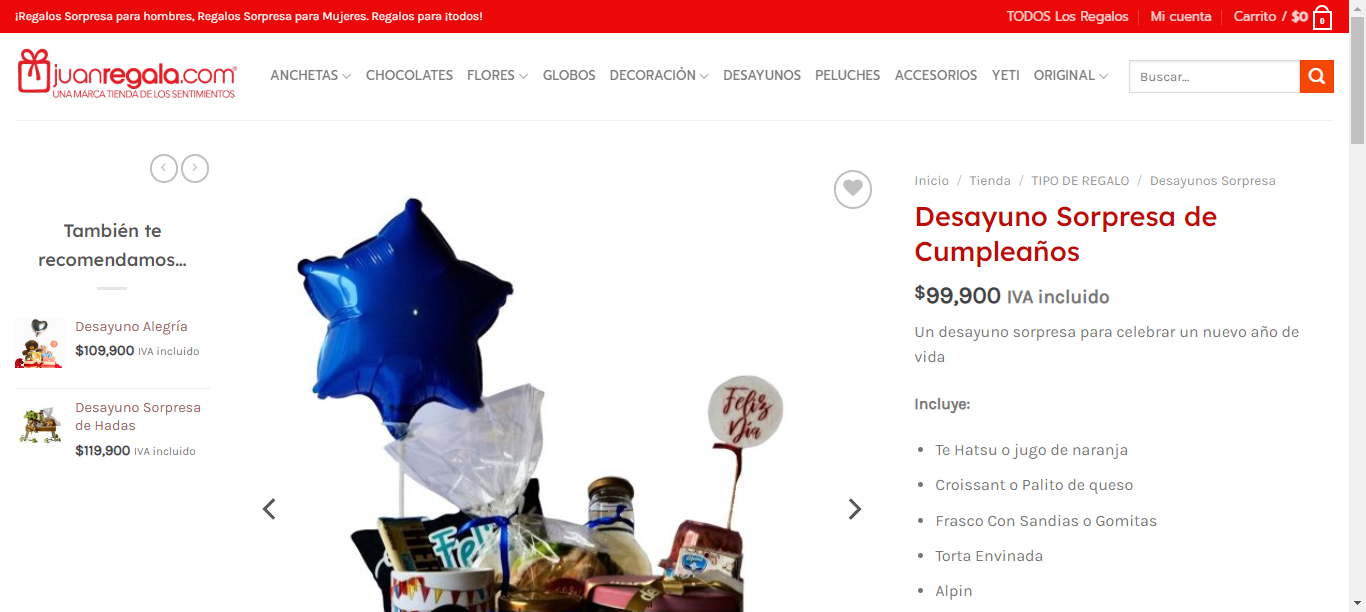 ¡Regalos Sorpresa para hombres, Regalos Sorpresa para Mujeres. Regalos para ¡todos!
TODOS Los Regalos
Mi cuenta
Carrito / $0
0
juanregala.com®
UNA MARCA TIENDA DE LOS SENTIMIENTOS
ANCHETAS
CHOCOLATES
FLORES
GLOBOS
DECORACIÓN
DESAYUNOS
PELUCHES
ACCESORIOS
YETI
ORIGINAL
Buscar...
También te
recomendamos...
Desayuno Alegría
$109,900 IVA incluido
Desayuno Sorpresa
de Hadas
$119,900 IVA incluido
Feliz
Día
Feliz
Inicio / Tienda / TIPO DE REGALO / Desayunos Sorpresa
Desayuno Sorpresa de
Cumpleaños
$99,900 IVA incluido
Un desayuno sorpresa para celebrar un nuevo año de
vida
Incluye:
• Te Hatsu o jugo de naranja
• Croissant o Palito de queso
• Frasco Con Sandias o Gomitas
• Torta Envinada
• Alpin